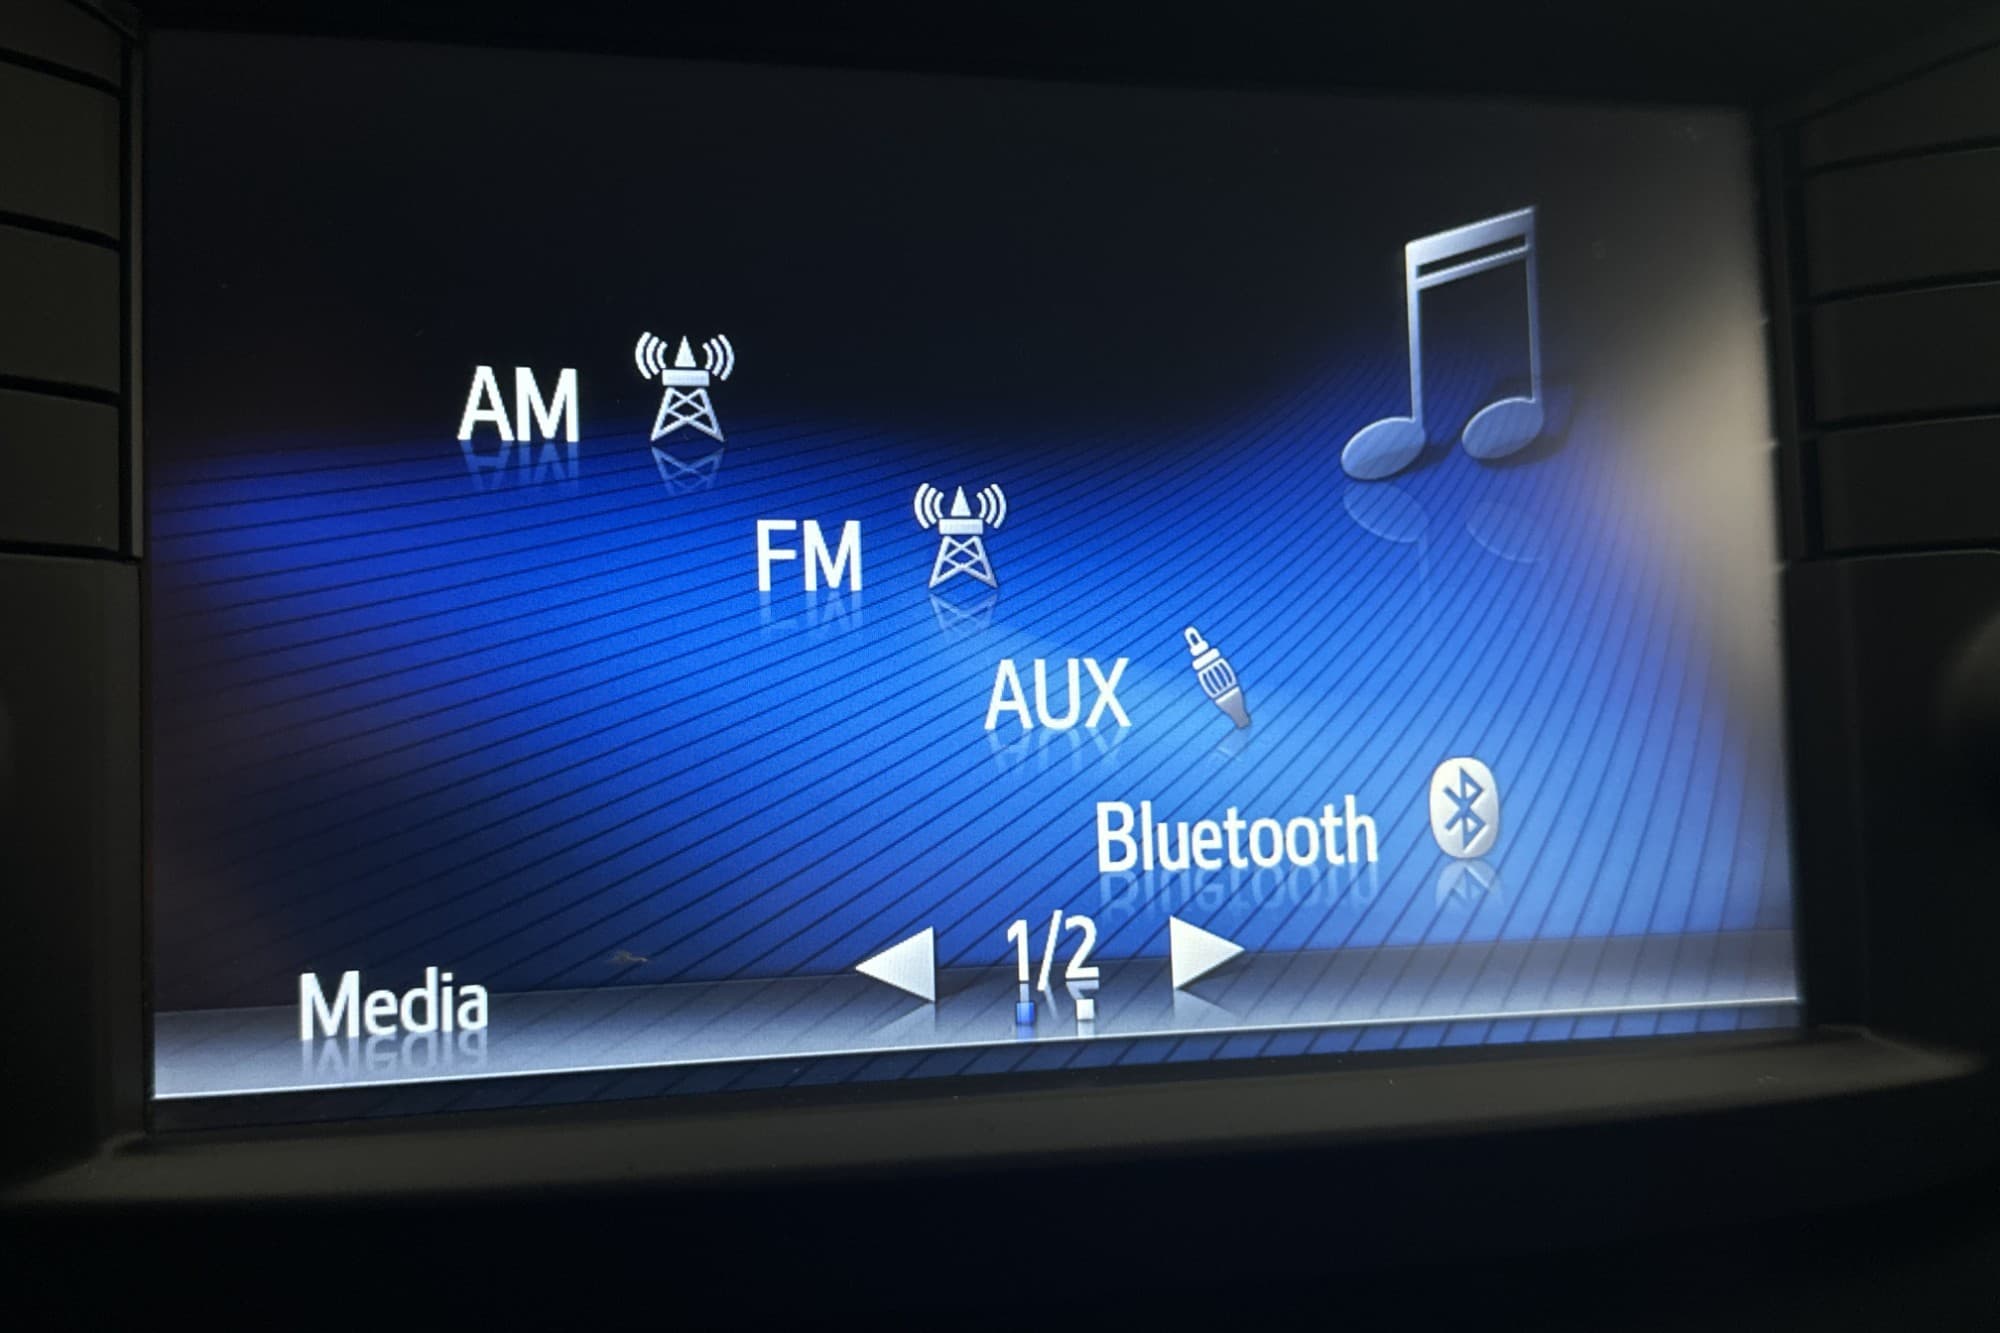 AM
FM
AUX
Bluetooth
1/2
Media